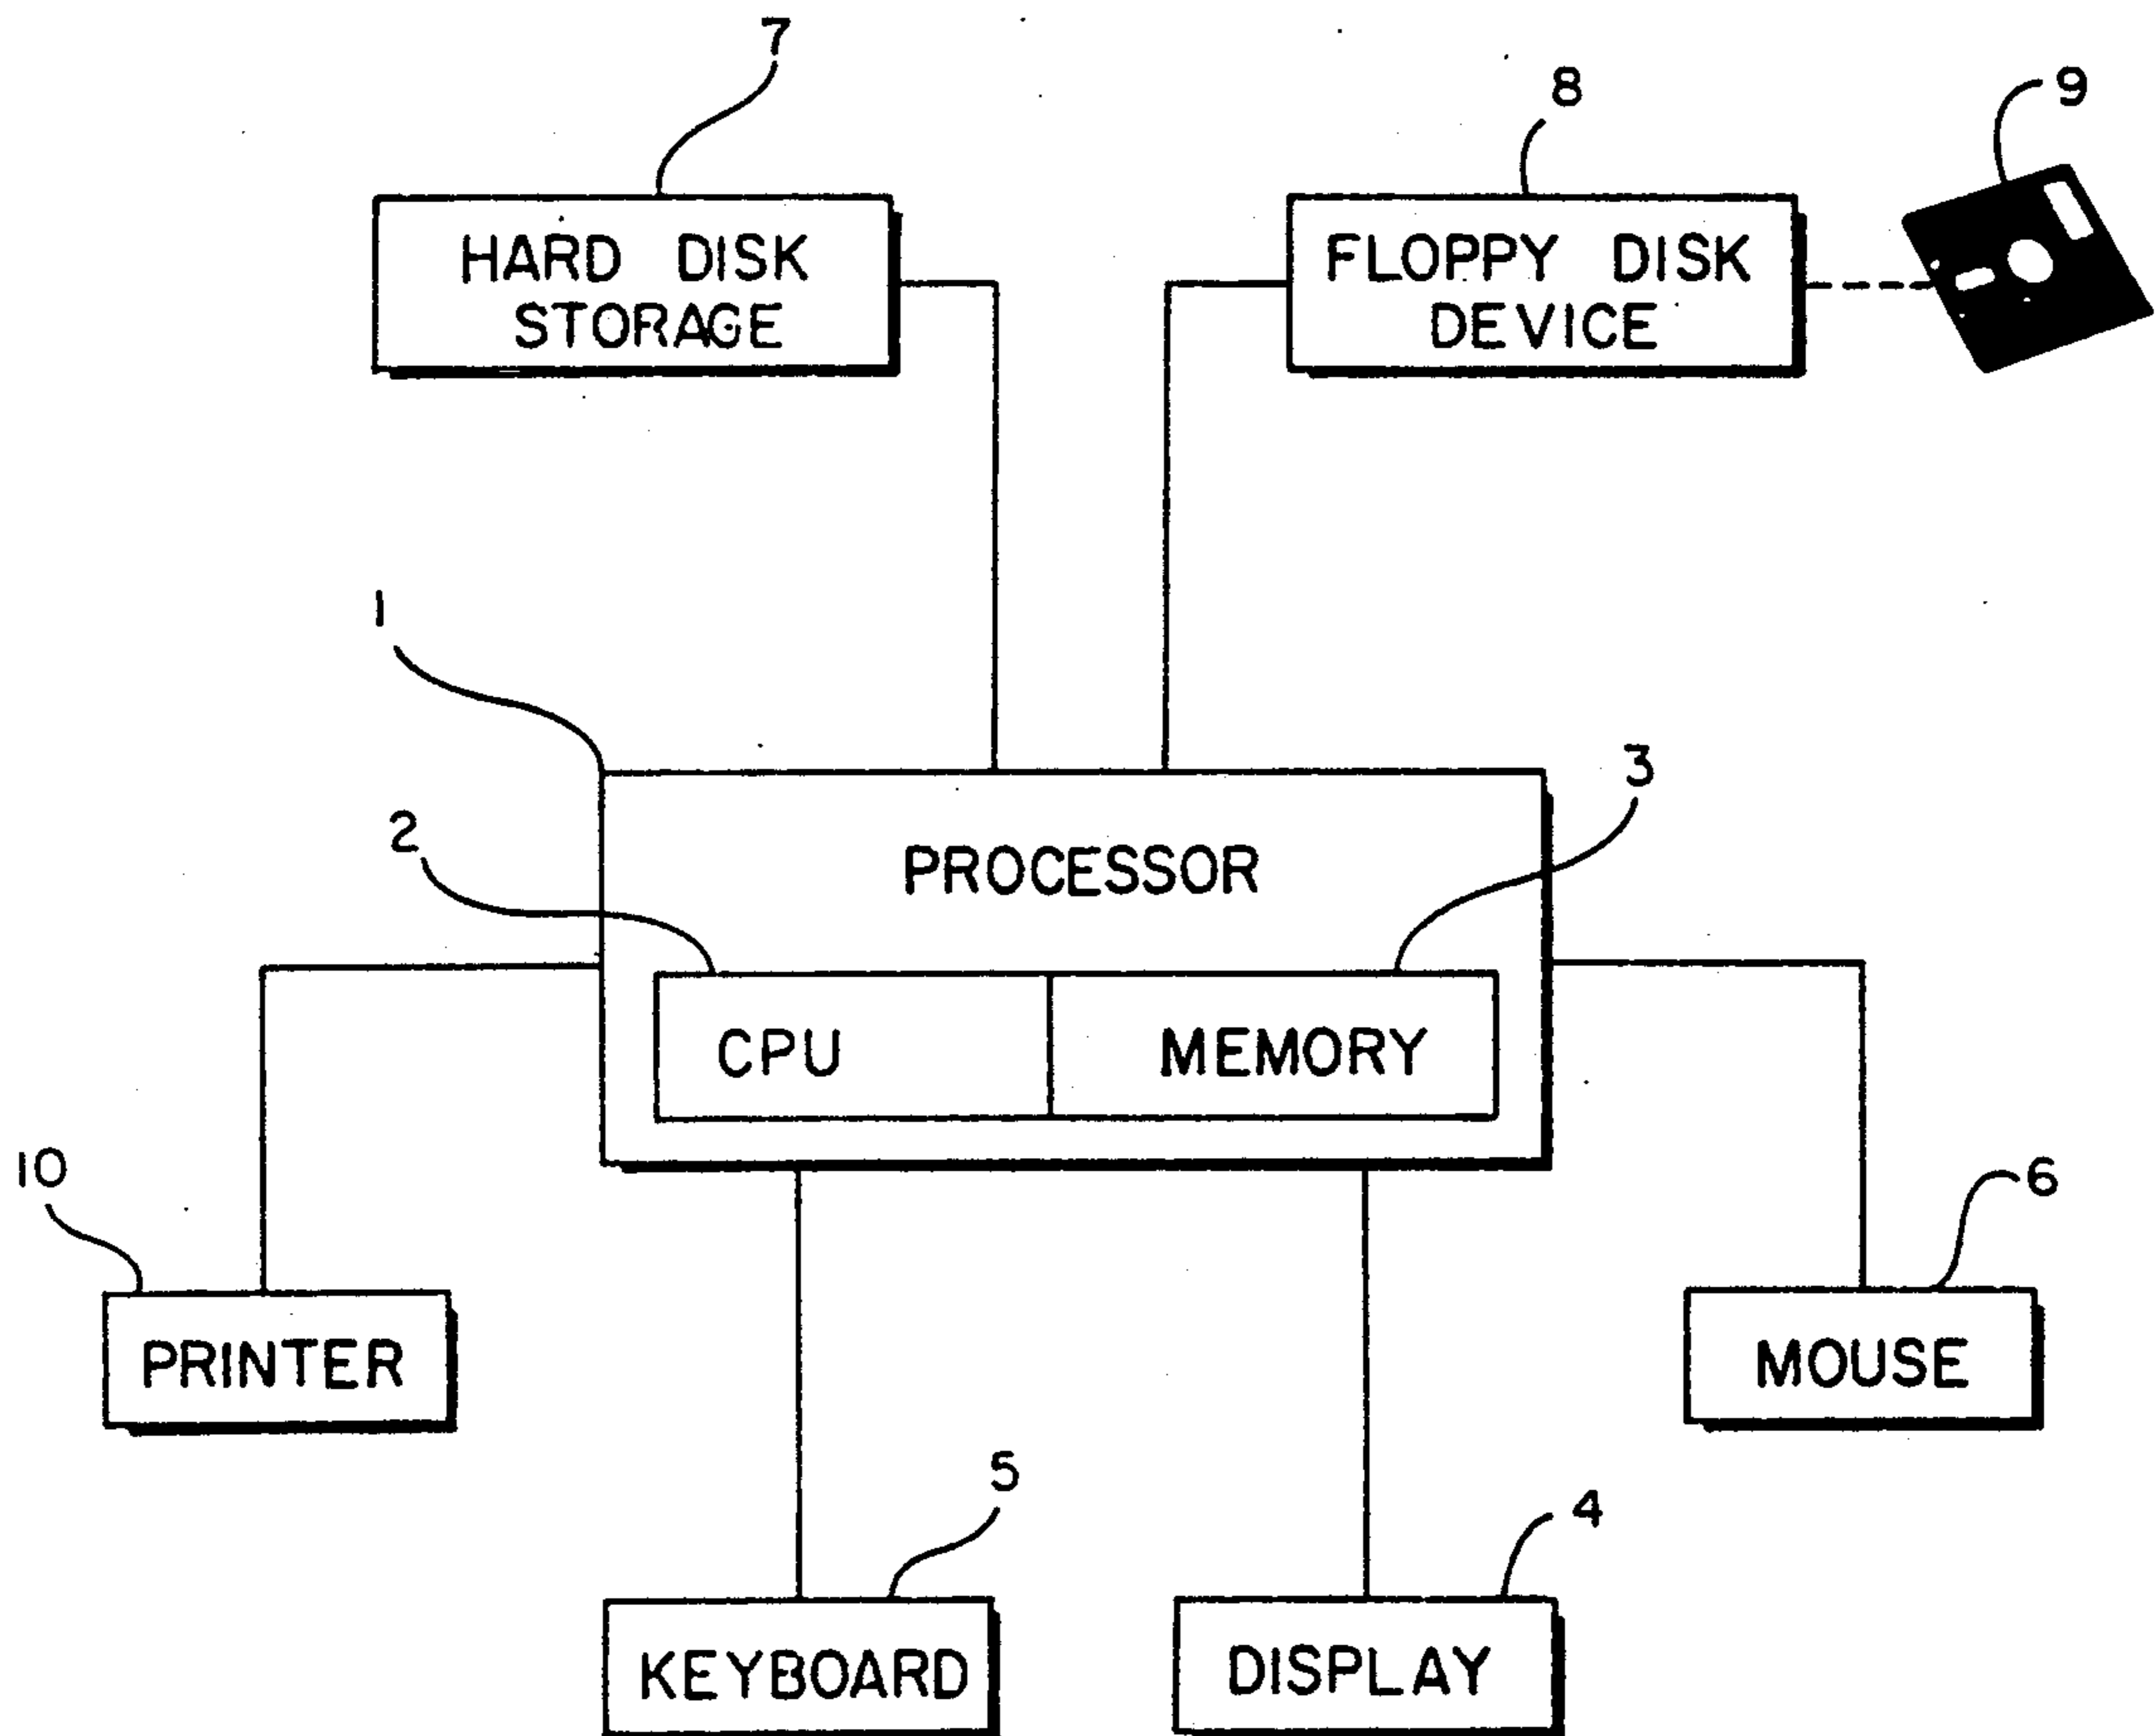 7
8
9
HARD DISK
STORAGE
FLOPPY DISK
DEVICE
1
2
3
PROCESSOR
CPU
MEMORY
10
6
PRINTER
MOUSE
5
4
KEYBOARD
DISPLAY